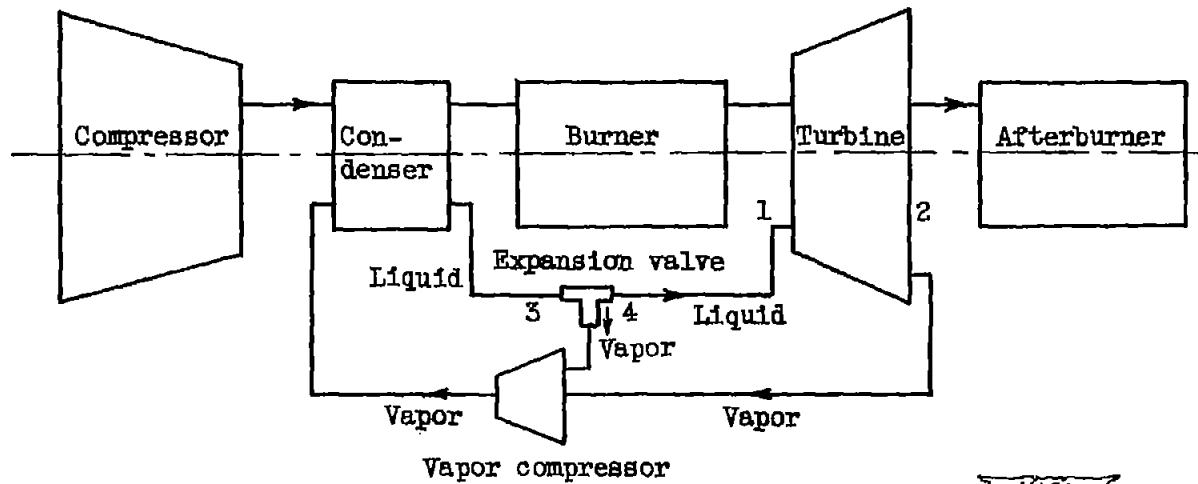 Compressor
Con-
denser
Burner
Turbine
Afterburner
1
2
Expansion valve
Liquid
3
4
Liquid
Vapor
Vapor
Vapor
Vapor compressor